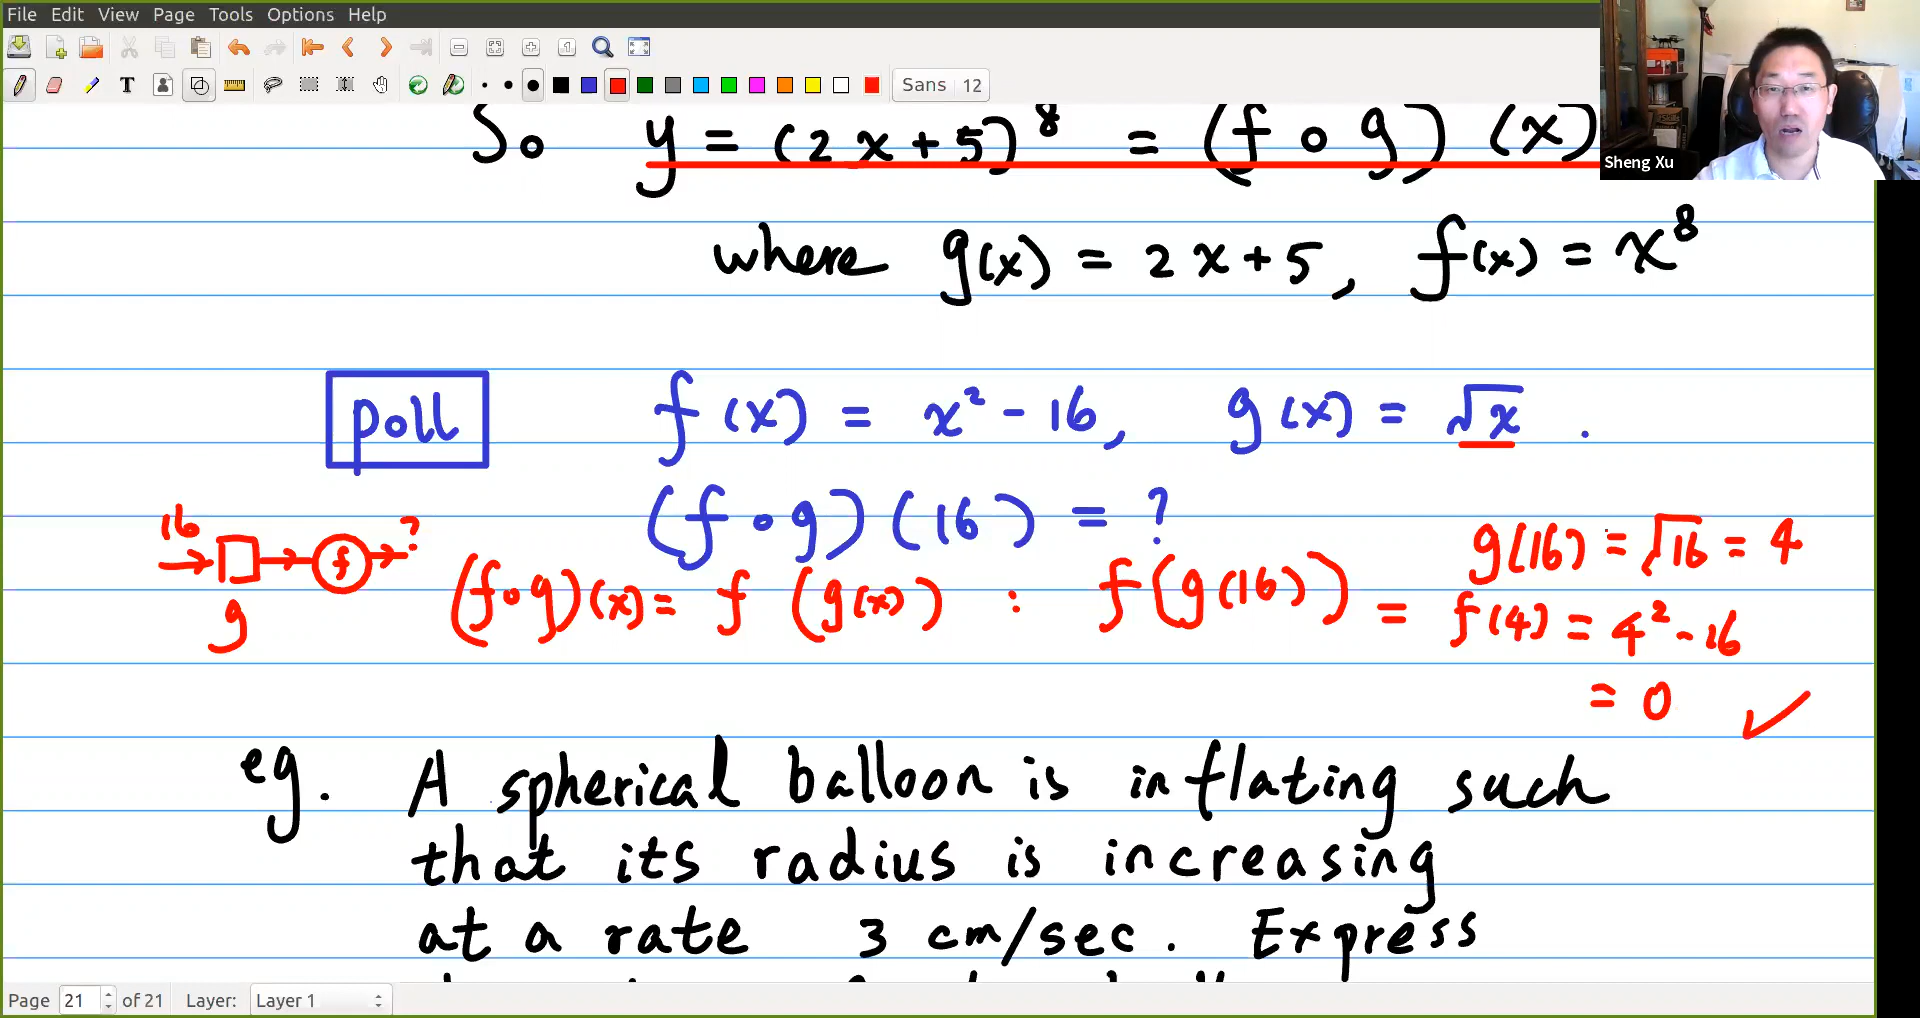 File Edit View Page Tools Options Help
Sans 12
Sheng Xu
So y = (2x+5)^8 = (f∘g)(x)
where g(x) = 2x+5, f(x) = x^8
poll f(x) = x²-16, g(x) = √x .
(f∘g)(16) = ?
16 g f ?
g(16) = √16 = 4
(f∘g)(x) = f(g(x)) : f(g(16)) = f(4) = 4²-16
= 0 ✓
eg. A spherical balloon is inflating such
that its radius is increasing
at a rate 3 cm/sec. Express
Page 21 of 21 Layer: Layer 1